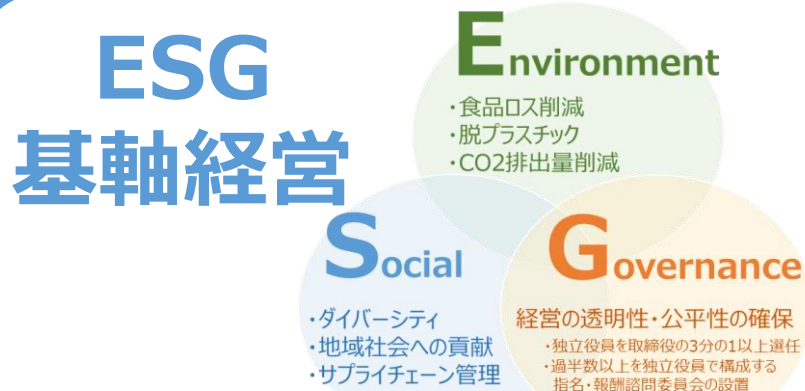 ESG
基軸経営
Environment
・食品ロス削減
・脱プラスチック
・CO2排出量削減
Social
・ダイバーシティ
・地域社会への貢献
・サプライチェーン管理
Governance
経営の透明性・公平性の確保
・独立役員を取締役の3分の1以上選任
・過半数以上を独立役員で構成する
指名・報酬諮問委員会の設置